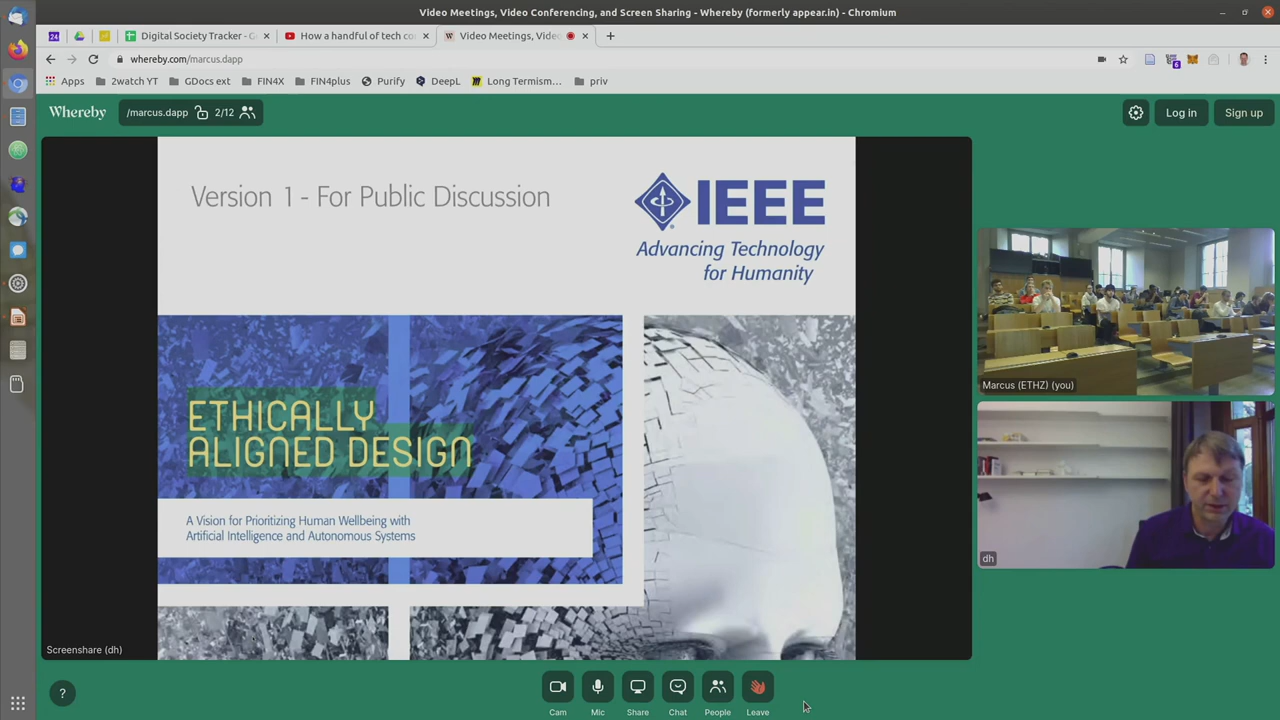 Video Meetings, Video Conferencing, and Screen Sharing - Whereby (formerly appear.in) - Chromium
24
Digital Society Tracker - G
How a handful of tech co
Video Meetings, Vide
whereby.com/marcus.dapp
6
Apps
2watch YT
GDocs ext
FIN4X
FIN4plus
Purify
DeepL
Long Termism...
priv
Whereby
/marcus.dapp
2/12
Log in
Sign up
Version 1 - For Public Discussion
IEEE
Advancing Technology
for Humanity
ETHICALLY
ALIGNED DESIGN
A Vision for Prioritizing Human Wellbeing with
Artificial Intelligence and Autonomous Systems
Marcus (ETHZ) (you)
dh
Screenshare (dh)
?
Cam
Mic
Share
Chat
People
Leave